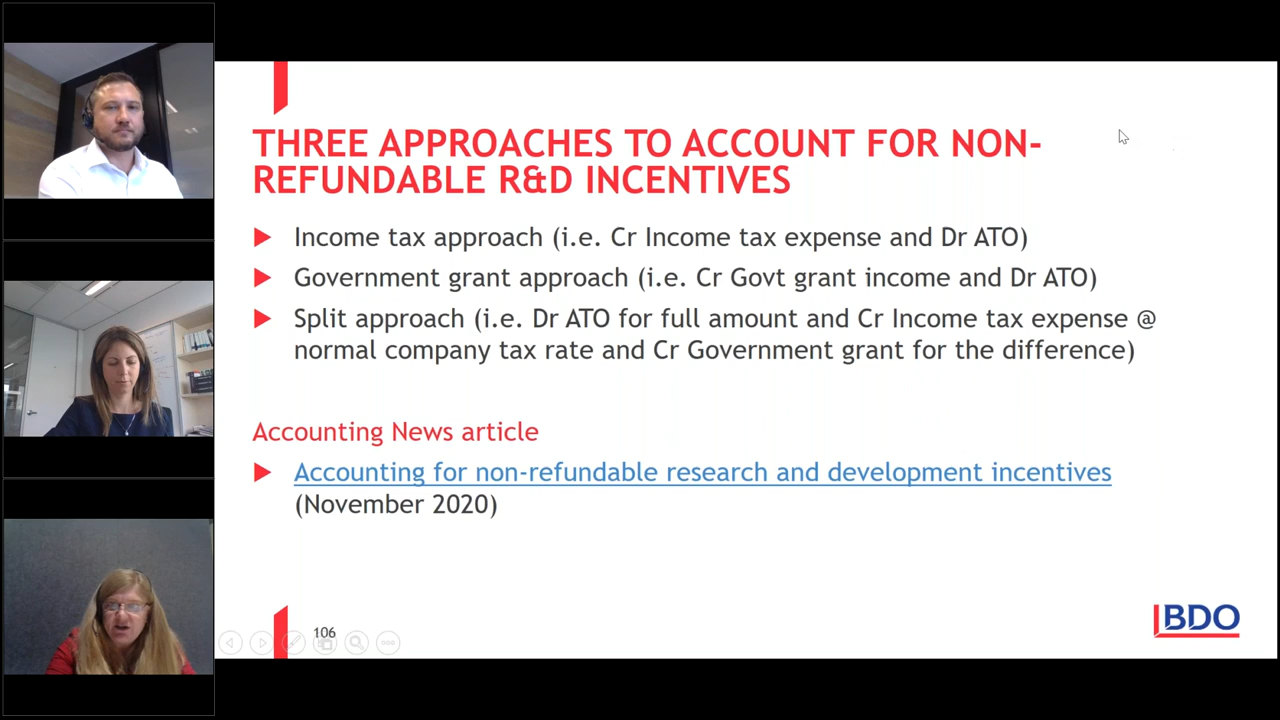 THREE APPROACHES TO ACCOUNT FOR NON-
REFUNDABLE R&D INCENTIVES
Income tax approach (i.e. Cr Income tax expense and Dr ATO)
Government grant approach (i.e. Cr Govt grant income and Dr ATO)
Split approach (i.e. Dr ATO for full amount and Cr Income tax expense @
normal company tax rate and Cr Government grant for the difference)
Accounting News article
Accounting for non-refundable research and development incentives
(November 2020)
106
BDO